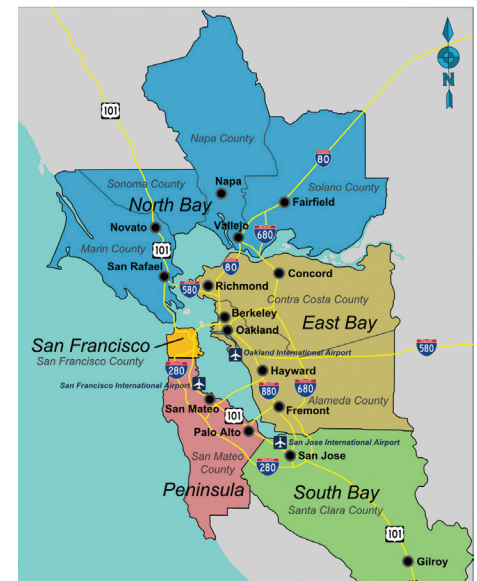 N
101
Napa County
80
Sonoma County
Napa
Solano County
North Bay
Fairfield
Novato
Vallejo
680
Marin County
101
San Rafael
80
Concord
580
Richmond
Contra Costa County
Berkeley
East Bay
Oakland
San Francisco
San Francisco County
Oakland International Airport
580
280
Hayward
San Francisco International Airport
880
680
Alameda County
San Mateo
101
Fremont
Palo Alto
San Jose International Airport
San Mateo
County
280
San Jose
Peninsula
South Bay
Santa Clara County
101
Gilroy